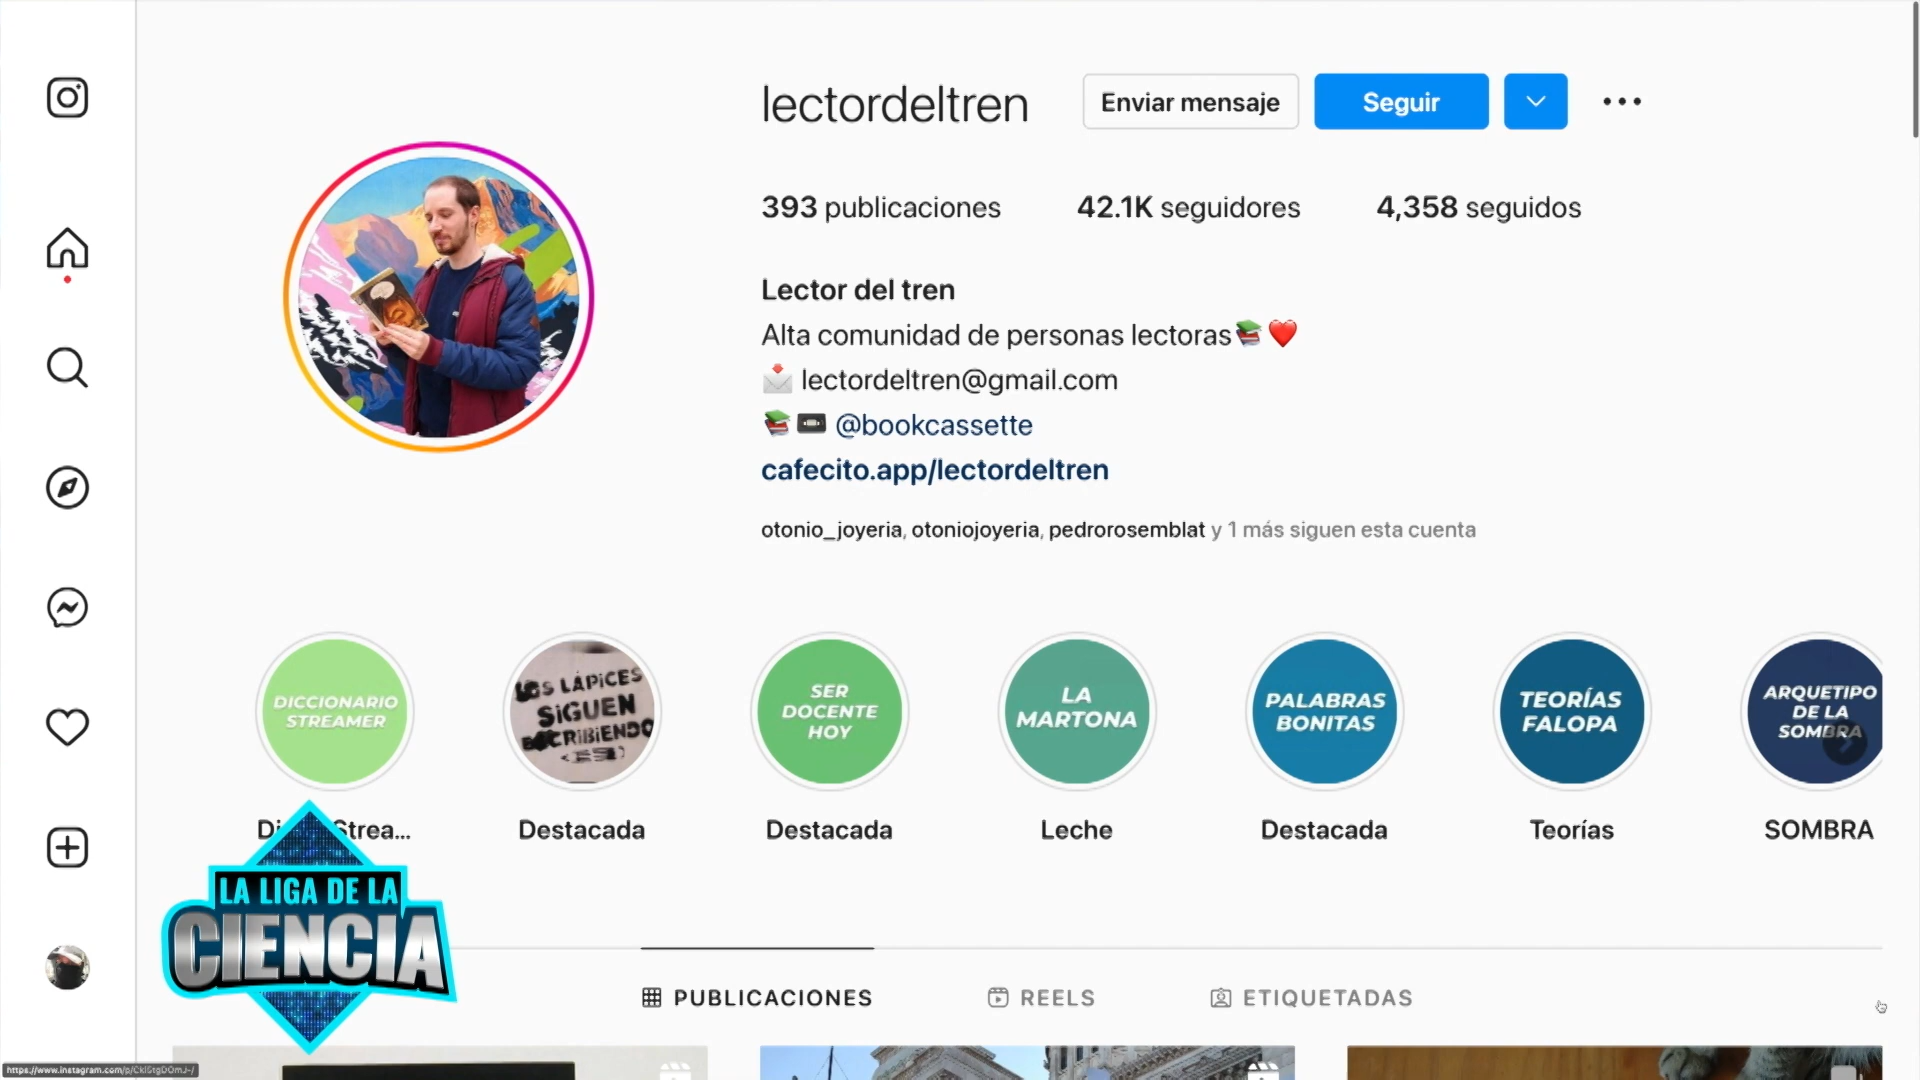 lectordeltren
Enviar mensaje
Seguir
393 publicaciones
42.1K seguidores
4,358 seguidos
Lector del tren
Alta comunidad de personas lectoras📚❤️
📩 lectordeltren@gmail.com
📚📼 @bookcassette
cafecito.app/lectordeltren
otonio_joyeria, otoniojoyeria, pedrorosemblat y 1 más siguen esta cuenta
DICCIONARIO
STREAMER
LOS LÁPICES
SIGUEN
ESCRIBIENDO
SER
DOCENTE
HOY
LA
MARTONA
PALABRAS
BONITAS
TEORÍAS
FALOPA
ARQUETIPO
DE LA
SOMBRA
Destacada
Destacada
Leche
Destacada
Teorías
SOMBRA
LA LIGA DE LA
CIENCIA
PUBLICACIONES
REELS
ETIQUETADAS